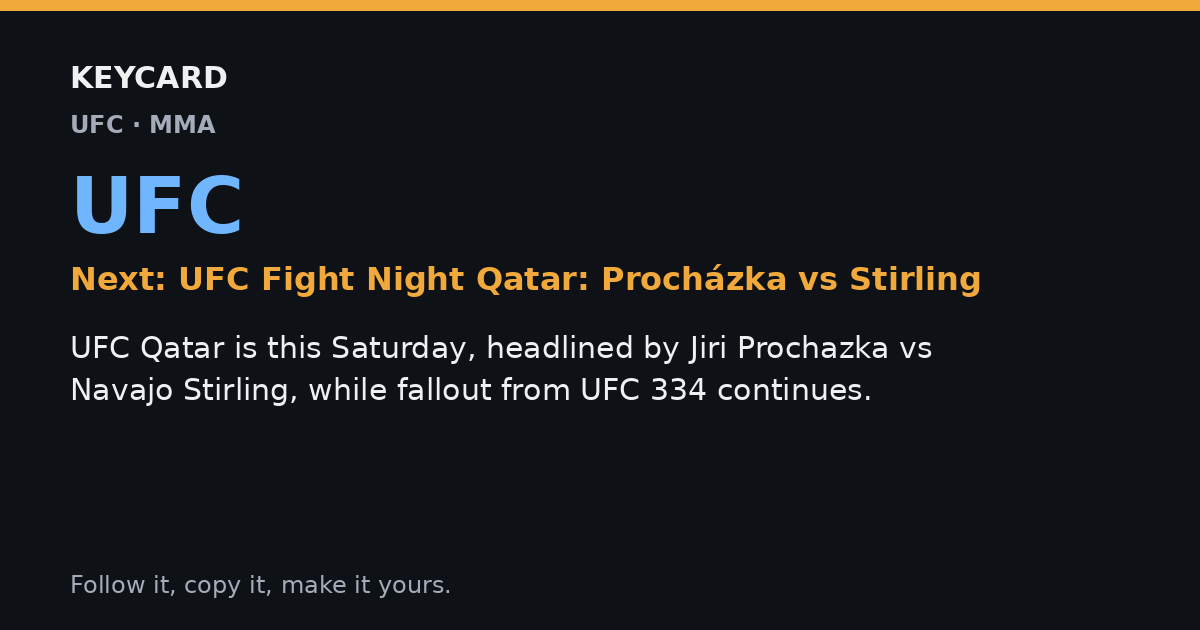 KEYCARD
UFC · MMA
UFC
Next: UFC Fight Night Qatar: Procházka vs Stirling
UFC Qatar is this Saturday, headlined by Jiri Prochazka vs
Navajo Stirling, while fallout from UFC 334 continues.
Follow it, copy it, make it yours.